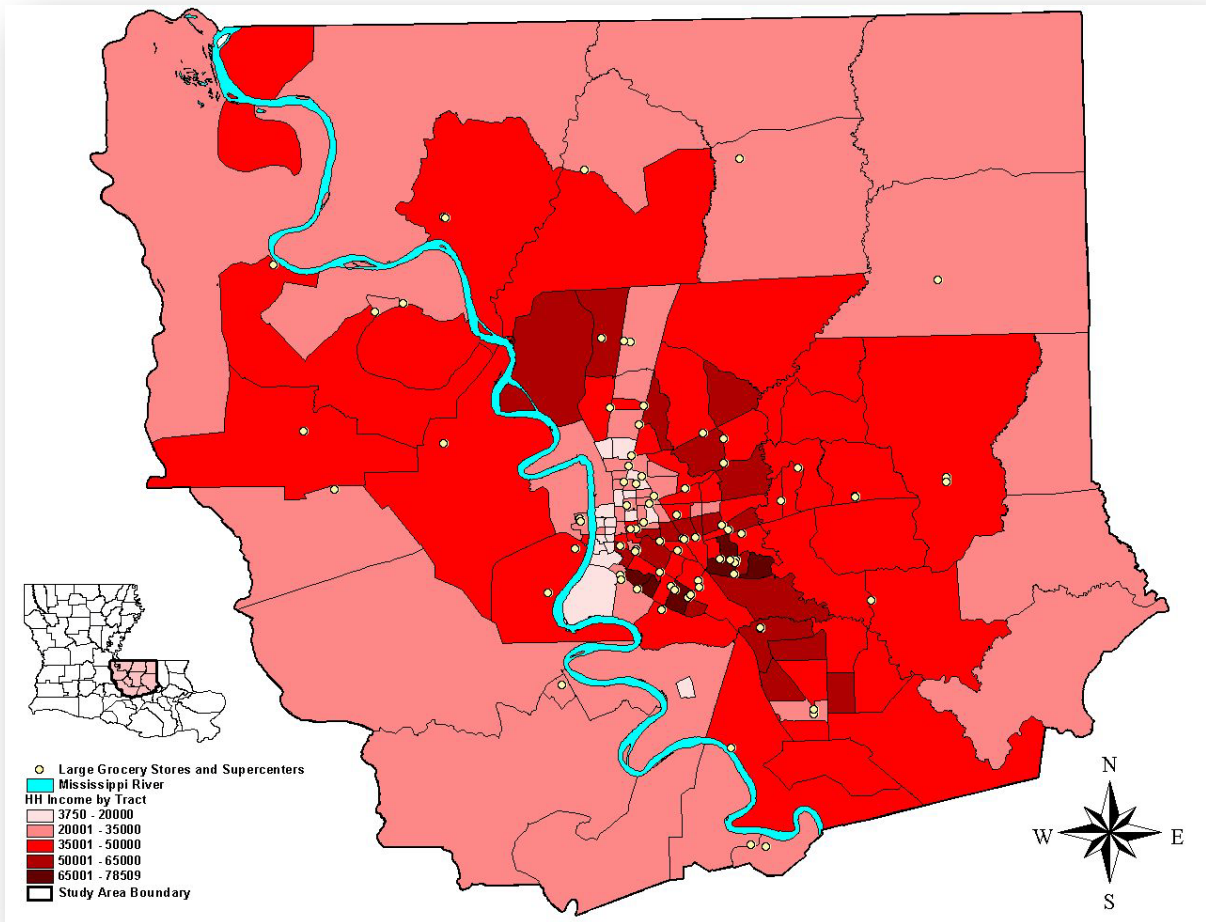 Large Grocery Stores and Supercenters
Mississippi River
HH Income by Tract
3750 - 20000
20001 - 35000
35001 - 50000
50001 - 65000
65001 - 78509
Study Area Boundary
N
W E
S